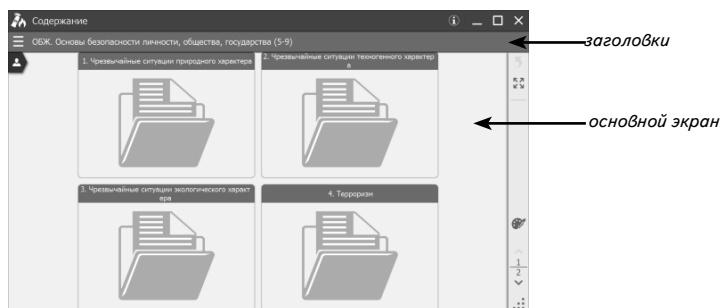 Содержание
ОБЖ. Основы безопасности личности, общества, государства (5-9)
заголовки
1. Чрезвычайные ситуации природного характера
2. Чрезвычайные ситуации техногенного характер
а
основной экран
3. Чрезвычайные ситуации экологического характ
ера
4. Терроризм
1
2